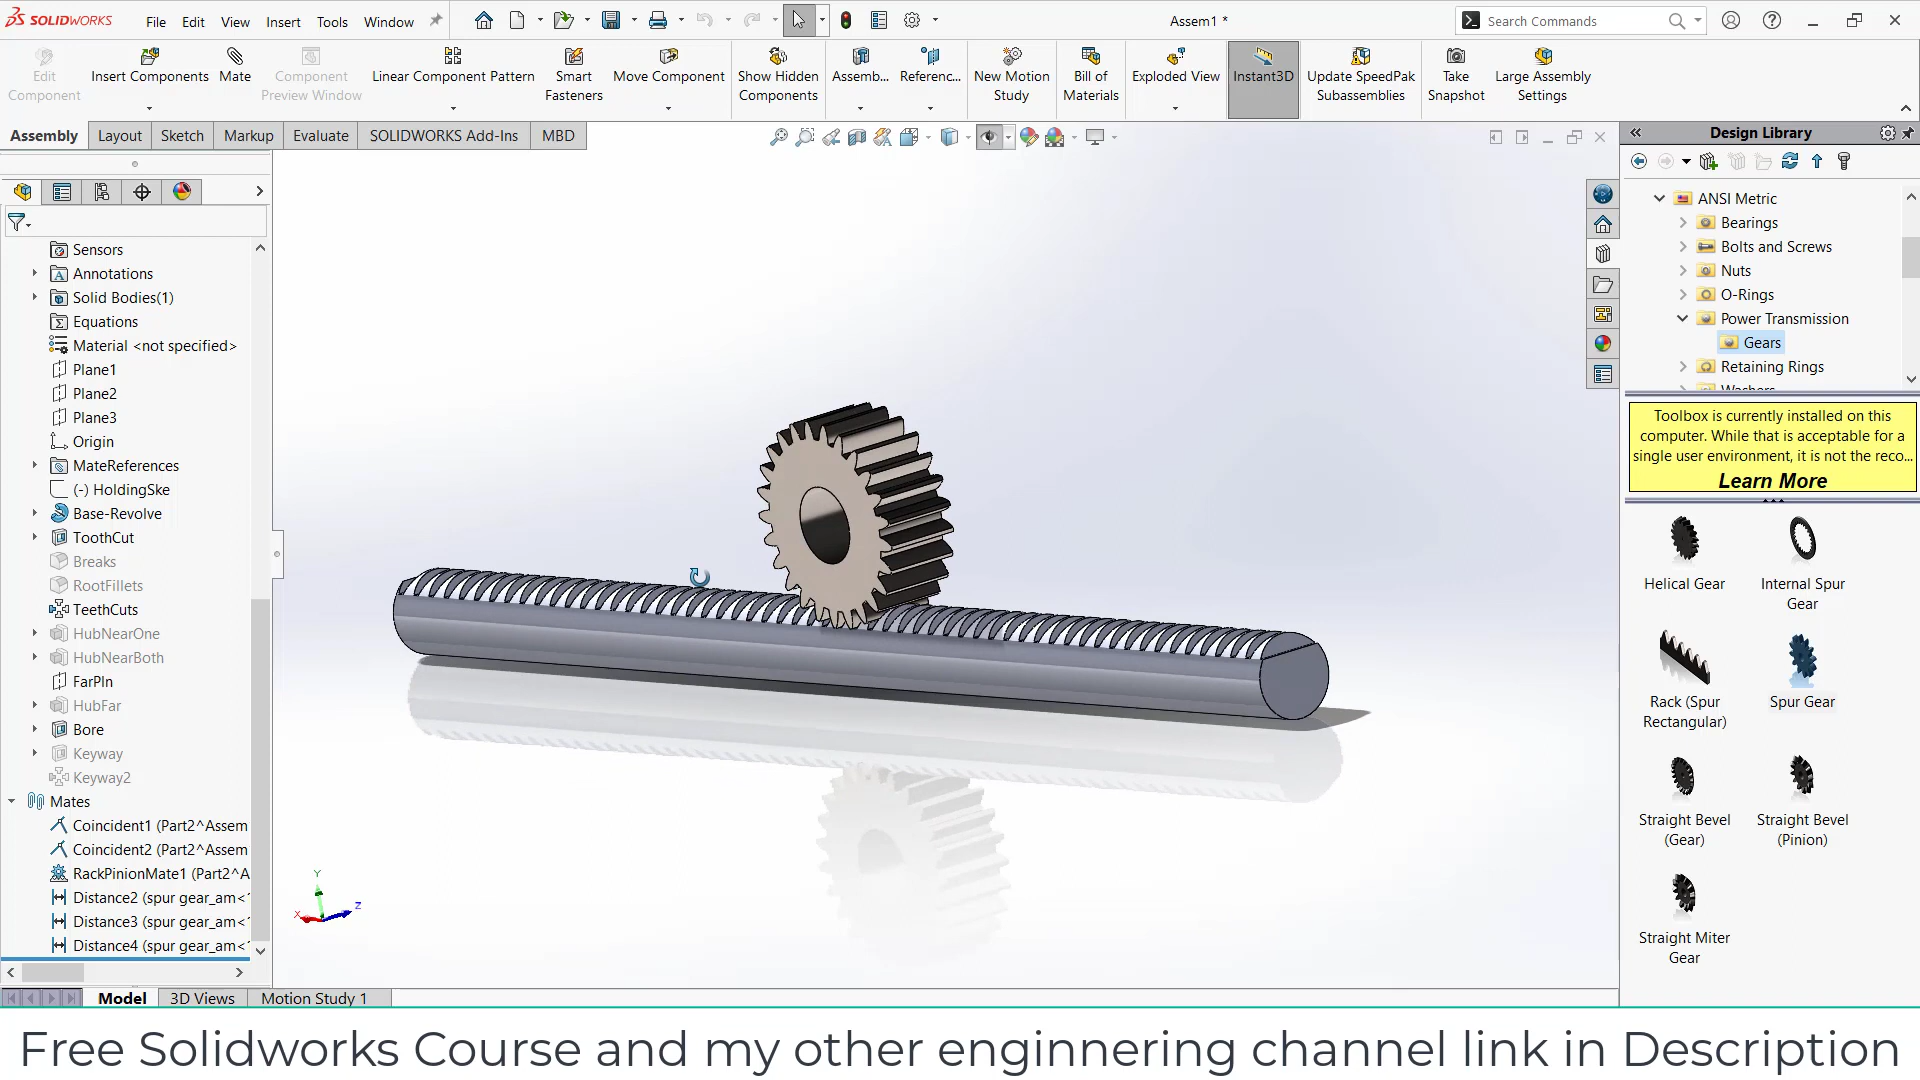 SOLIDWORKS
File Edit View Insert Tools Window
Assem1 *
Search Commands
Edit Component
Insert Components
Mate
Component Preview Window
Linear Component Pattern
Smart Fasteners
Move Component
Show Hidden Components
Assemb...
Referenc...
New Motion Study
Bill of Materials
Exploded View
Instant3D
Update SpeedPak Subassemblies
Take Snapshot
Large Assembly Settings
Assembly Layout Sketch Markup Evaluate SOLIDWORKS Add-Ins MBD
Sensors
Annotations
Solid Bodies(1)
Equations
Material <not specified>
Plane1
Plane2
Plane3
Origin
MateReferences
(-) HoldingSke
Base-Revolve
ToothCut
Breaks
RootFillets
TeethCuts
HubNearOne
HubNearBoth
FarPln
HubFar
Bore
Keyway
Keyway2
Mates
Coincident1 (Part2^Assem
Coincident2 (Part2^Assem
RackPinionMate1 (Part2^A
Distance2 (spur gear_am<
Distance3 (spur gear_am<
Distance4 (spur gear_am<
Y
X
Z
Model 3D Views Motion Study 1
Design Library
ANSI Metric
Bearings
Bolts and Screws
Nuts
O-Rings
Power Transmission
Gears
Retaining Rings
Washers
Toolbox is currently installed on this
computer. While that is acceptable for a
single user environment, it is not the reco...
Learn More
Helical Gear
Internal Spur Gear
Rack (Spur Rectangular)
Spur Gear
Straight Bevel (Gear)
Straight Bevel (Pinion)
Straight Miter Gear
Free Solidworks Course and my other enginnering channel link in Description